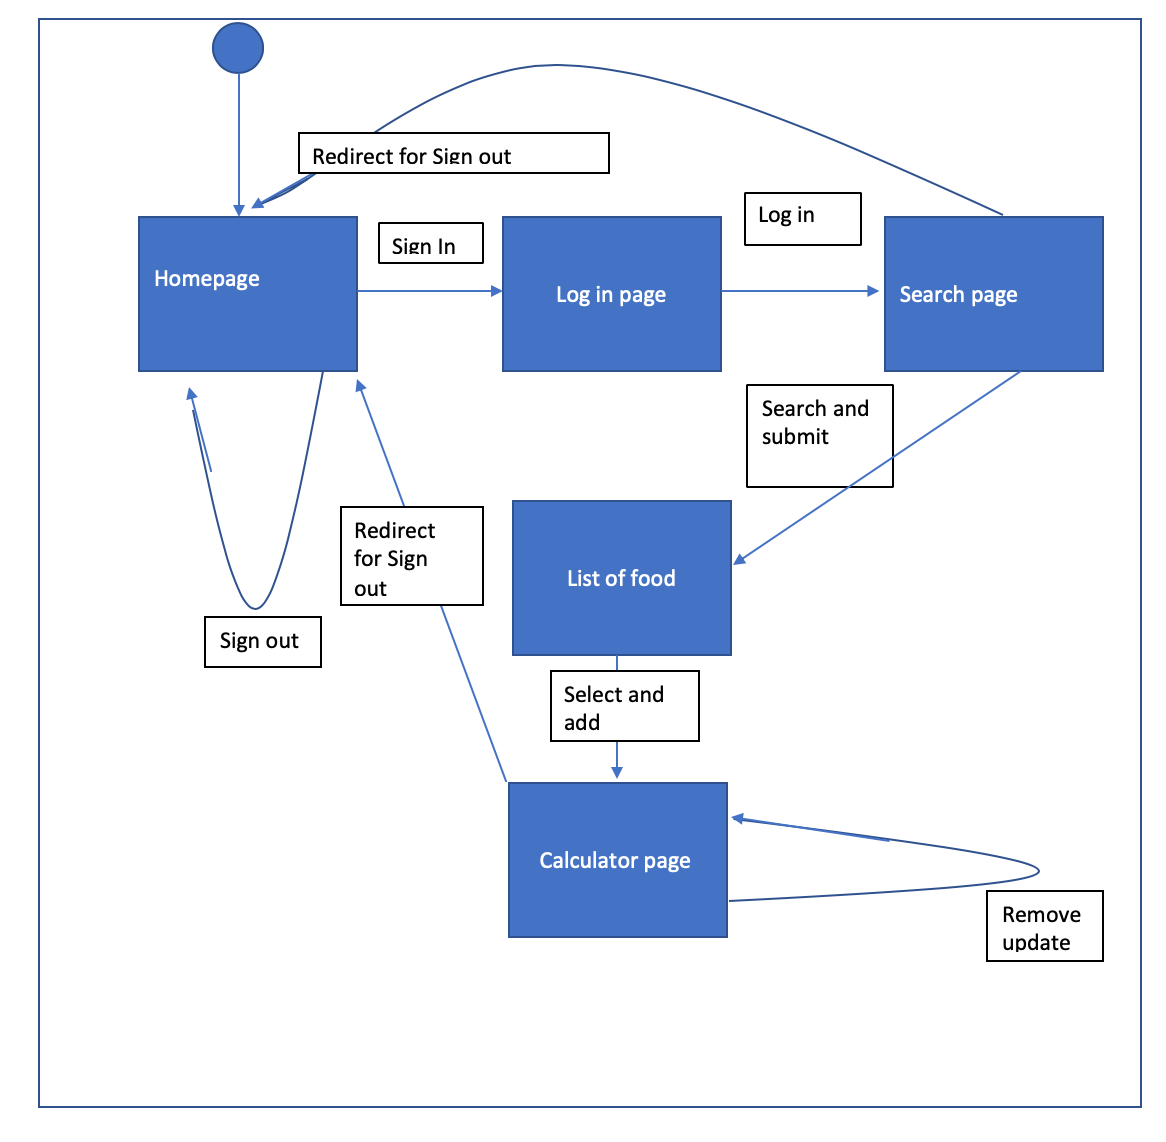 Redirect for Sign out
Homepage
Sign In
Log in page
Log in
Search page
Search and
submit
Redirect
for Sign
out
List of food
Sign out
Select and
add
Calculator page
Remove
update